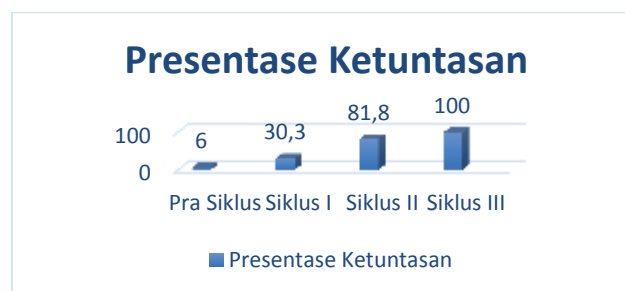 Presentase Ketuntasan
6 30,3 81,8 100
100
0
Pra Siklus Siklus I Siklus II Siklus III
Presentase Ketuntasan